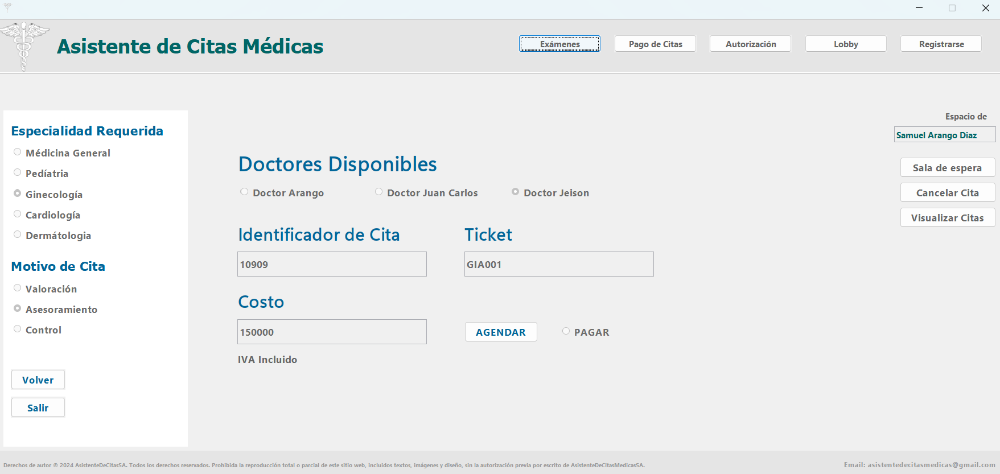 Asistente de Citas Médicas
Exámenes
Pago de Citas
Autorización
Lobby
Registrarse
Especialidad Requerida
Médicina General
Pedíatria
Ginecología
Cardiología
Dermátologia
Motivo de Cita
Valoración
Asesoramiento
Control
Volver
Salir
Doctores Disponibles
Doctor Arango
Doctor Juan Carlos
Doctor Jeison
Identificador de Cita
Ticket
10909
GIA001
Costo
150000
AGENDAR
PAGAR
IVA Incluido
Espacio de
Samuel Arango Diaz
Sala de espera
Cancelar Cita
Visualizar Citas
Derechos de autor © 2024 AsistenteDeCitasSA. Todos los derechos reservados. Prohibida la reproducción total o parcial de este sitio web, incluidos textos, imágenes y diseño, sin la autorización previa por escrito de AsistenteDeCitasMedicasSA.
Email: asistentedecitasmedicas@gmail.com